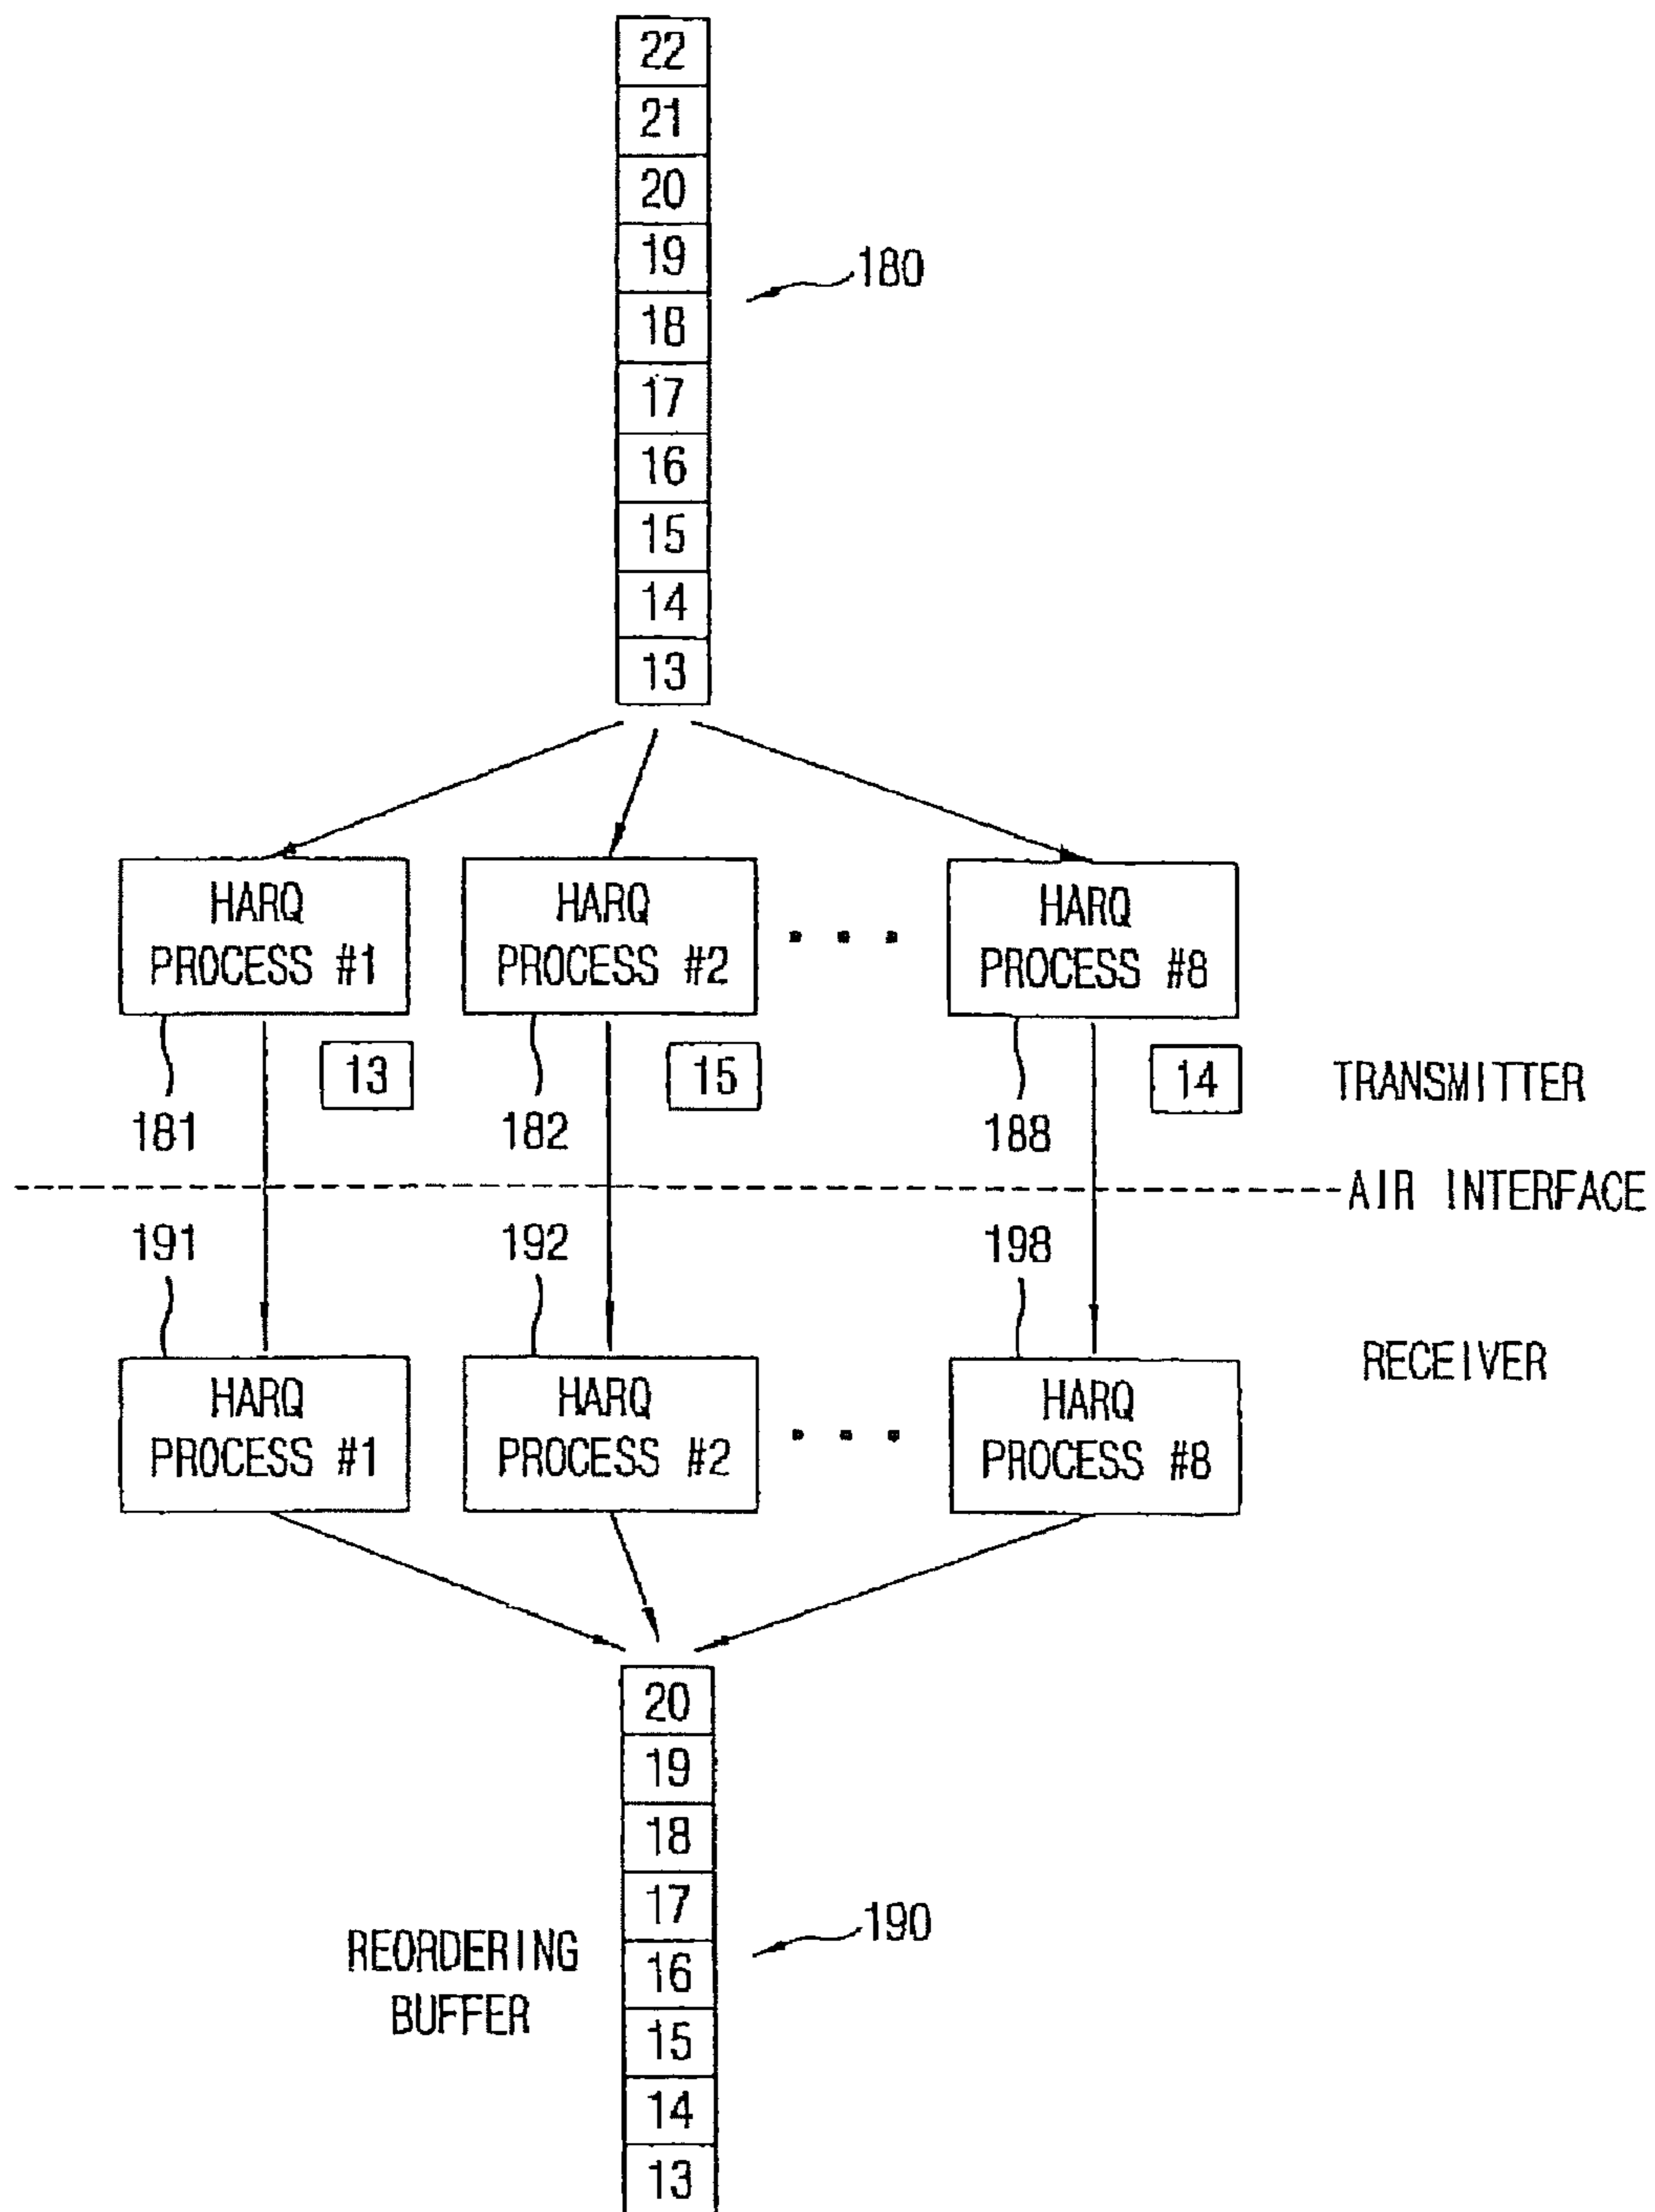 22
21
20
19
180
18
17
16
15
14
13
HARQ
PROCESS #1
HARQ
PROCESS #2
HARQ
PROCESS #8
13
15
14
TRANSMITTER
181
182
188
AIR INTERFACE
191
192
198
RECEIVER
HARQ
PROCESS #1
HARQ
PROCESS #2
HARQ
PROCESS #8
20
19
18
17
190
REORDERING
BUFFER
16
15
14
13